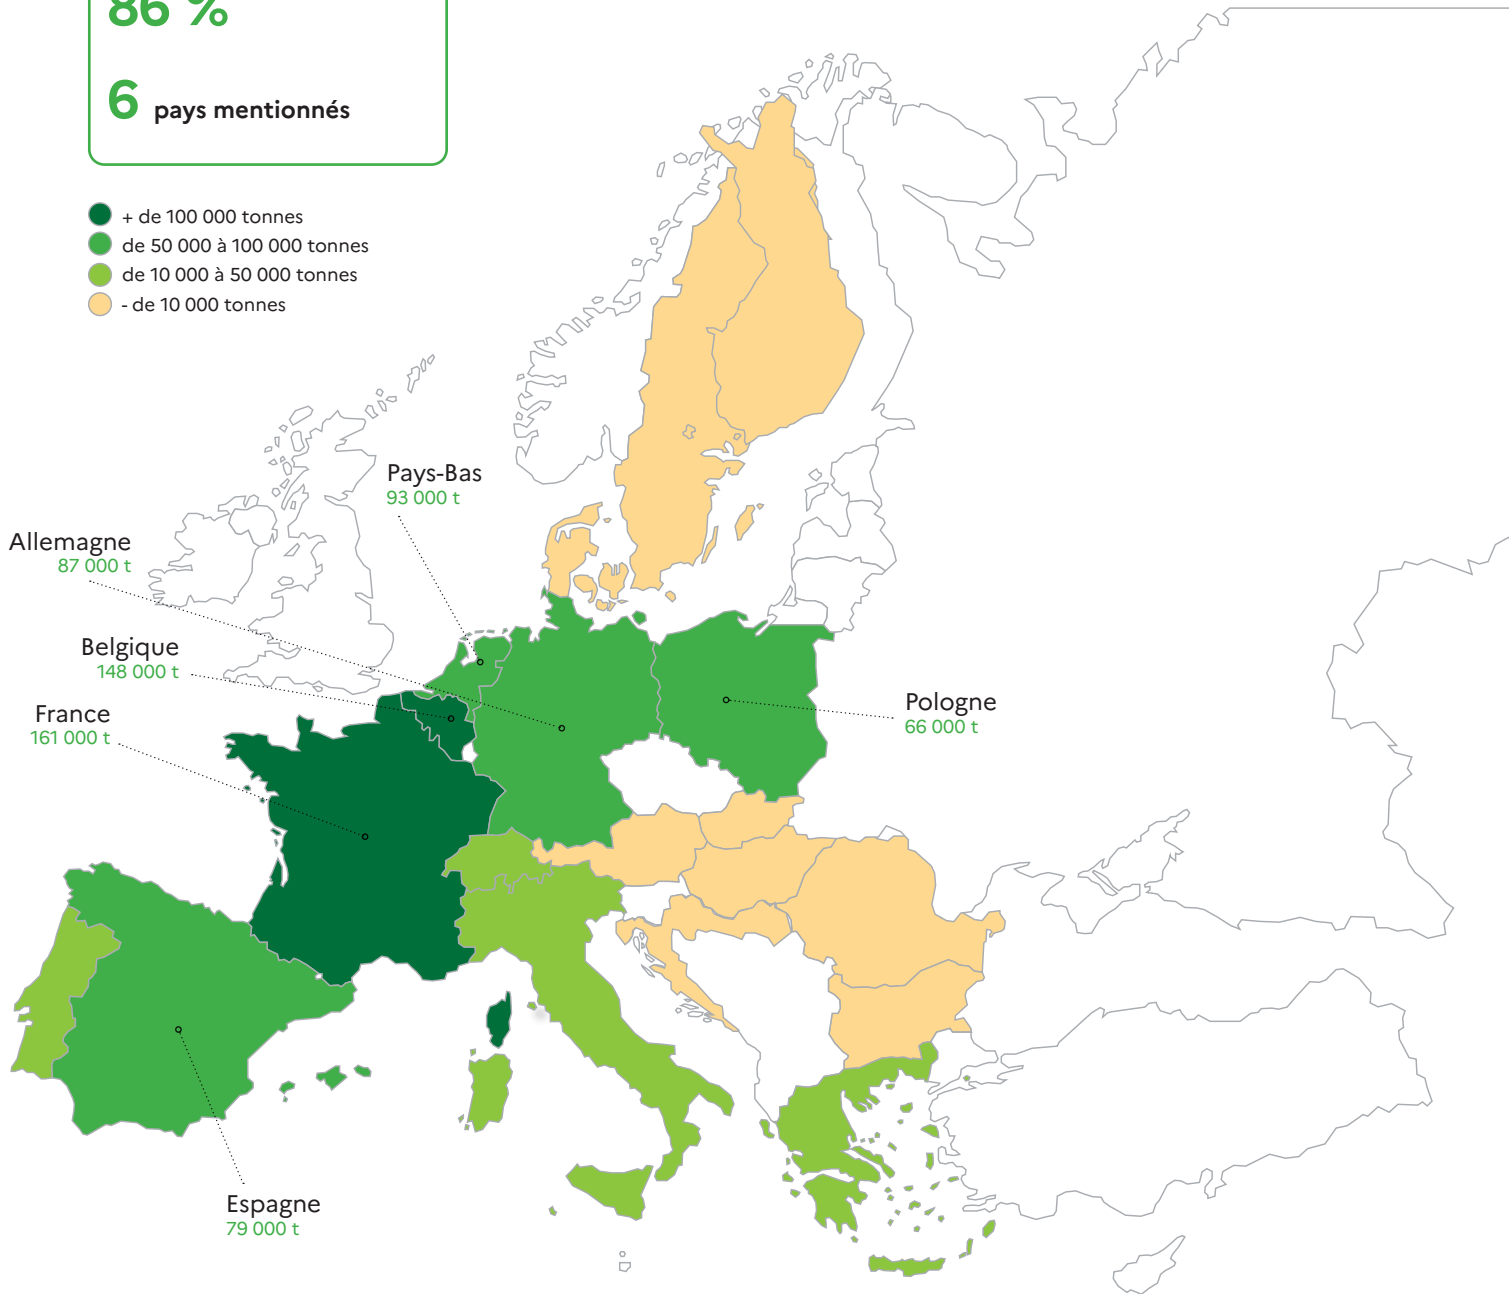 86 %
6 pays mentionnés
+ de 100 000 tonnes
de 50 000 à 100 000 tonnes
de 10 000 à 50 000 tonnes
- de 10 000 tonnes
Pays-Bas
93 000 t
Allemagne
87 000 t
Belgique
148 000 t
France
161 000 t
Pologne
66 000 t
Espagne
79 000 t